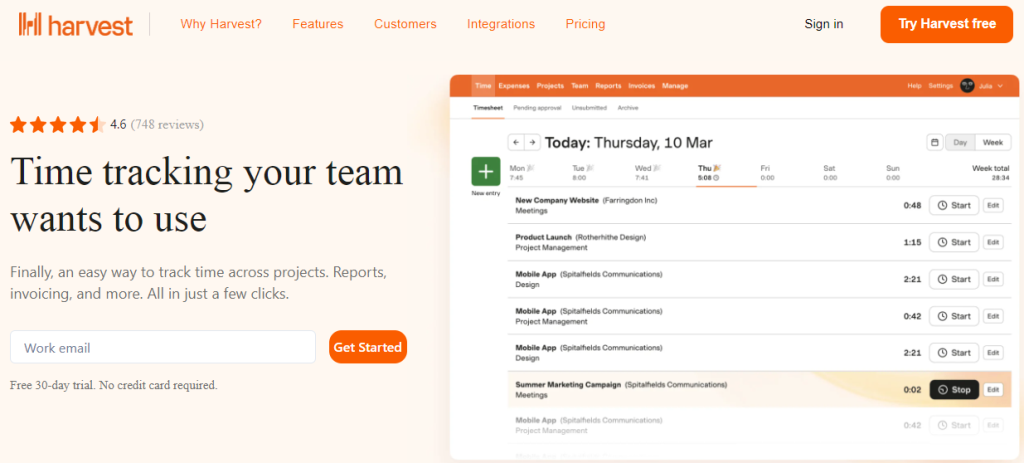 harvest
Why Harvest? Features Customers Integrations Pricing Sign in Try Harvest free
4.6 (748 reviews)
Time tracking your team
wants to use
Finally, an easy way to track time across projects. Reports,
invoicing, and more. All in just a few clicks.
Work email Get Started
Free 30-day trial. No credit card required.
Time Expenses Projects Team Reports Invoices Manage Help Settings Julia
Timesheet Pending approval Unsubmitted Archive
Today: Thursday, 10 Mar Day Week
New entry
Mon Tue Wed Thu Fri Sat Sun Week total
7:45 8:00 7:41 5:08 0:00 0:00 0:00 28:34
New Company Website (Farringdon Inc)
Meetings 0:48 Start Edit
Product Launch (Rotherhithe Design)
Project Management 1:15 Start Edit
Mobile App (Spitalfields Communications)
Design 2:21 Start Edit
Mobile App (Spitalfields Communications)
Project Management 0:42 Start Edit
Mobile App (Spitalfields Communications)
Design 2:21 Start Edit
Summer Marketing Campaign (Spitalfields Communications)
Meetings 0:02 Stop Edit
Mobile App (Spitalfields Communications)
Project Management 0:42 Start Edit